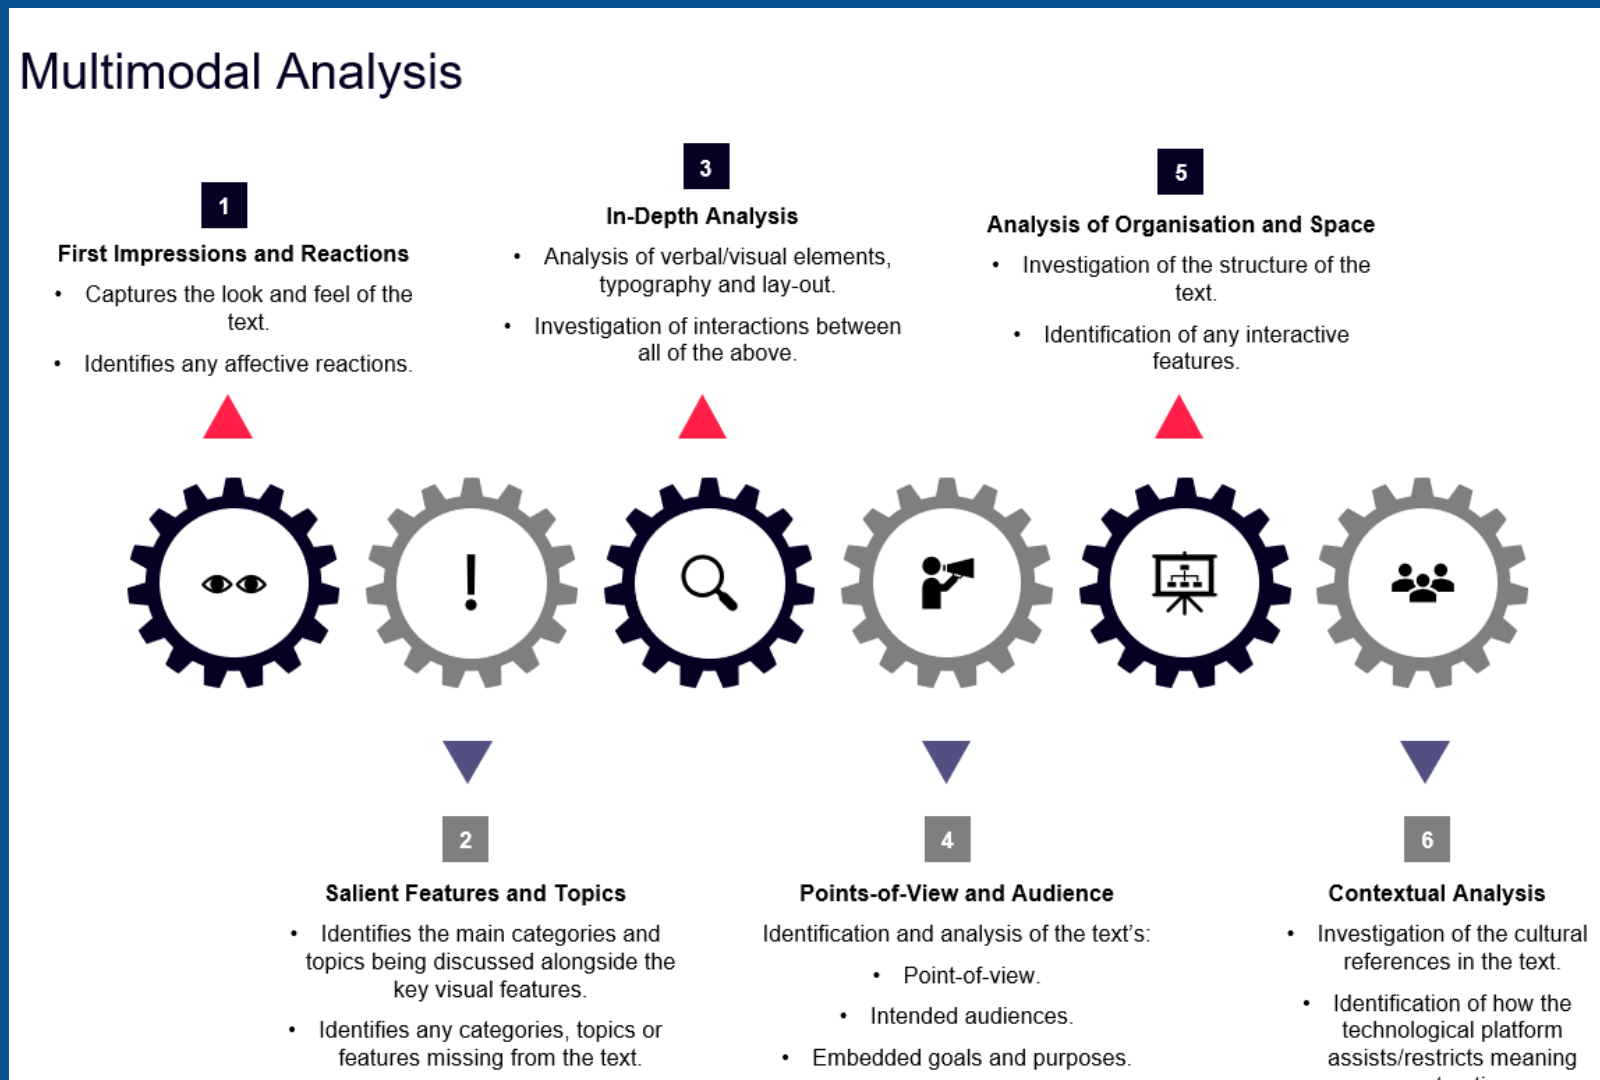 Multimodal Analysis
1
First Impressions and Reactions
• Captures the look and feel of the
text.
• Identifies any affective reactions.
3
In-Depth Analysis
• Analysis of verbal/visual elements,
typography and lay-out.
• Investigation of interactions between
all of the above.
5
Analysis of Organisation and Space
• Investigation of the structure of the
text.
• Identification of any interactive
features.
2
Salient Features and Topics
• Identifies the main categories and
topics being discussed alongside the
key visual features.
• Identifies any categories, topics or
features missing from the text.
4
Points-of-View and Audience
Identification and analysis of the text's:
• Point-of-view.
• Intended audiences.
• Embedded goals and purposes.
6
Contextual Analysis
• Investigation of the cultural
references in the text.
• Identification of how the
technological platform
assists/restricts meaning